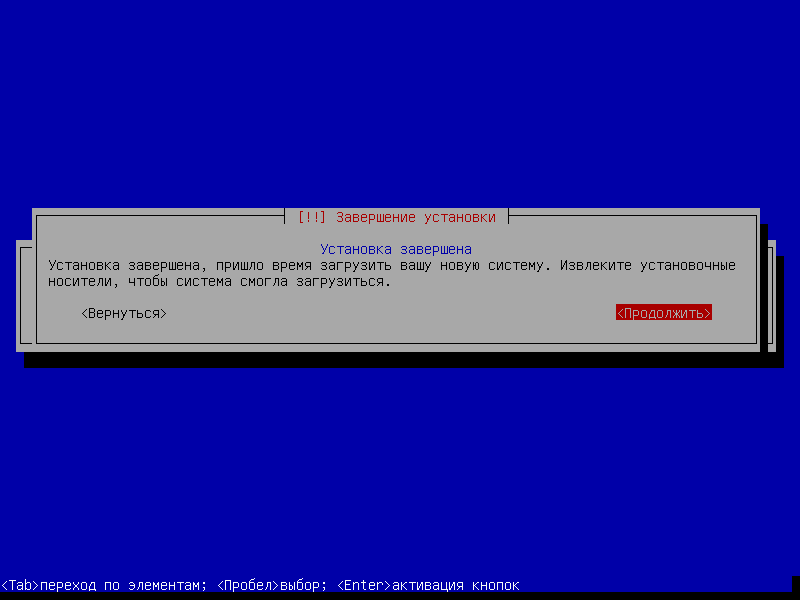 [!!] Завершение установки
Установка завершена
Установка завершена, пришло время загрузить вашу новую систему. Извлеките установочные
носители, чтобы система смогла загрузиться.
<Вернуться> <Продолжить>
<Tab>переход по элементам; <Пробел>выбор; <Enter>активация кнопок